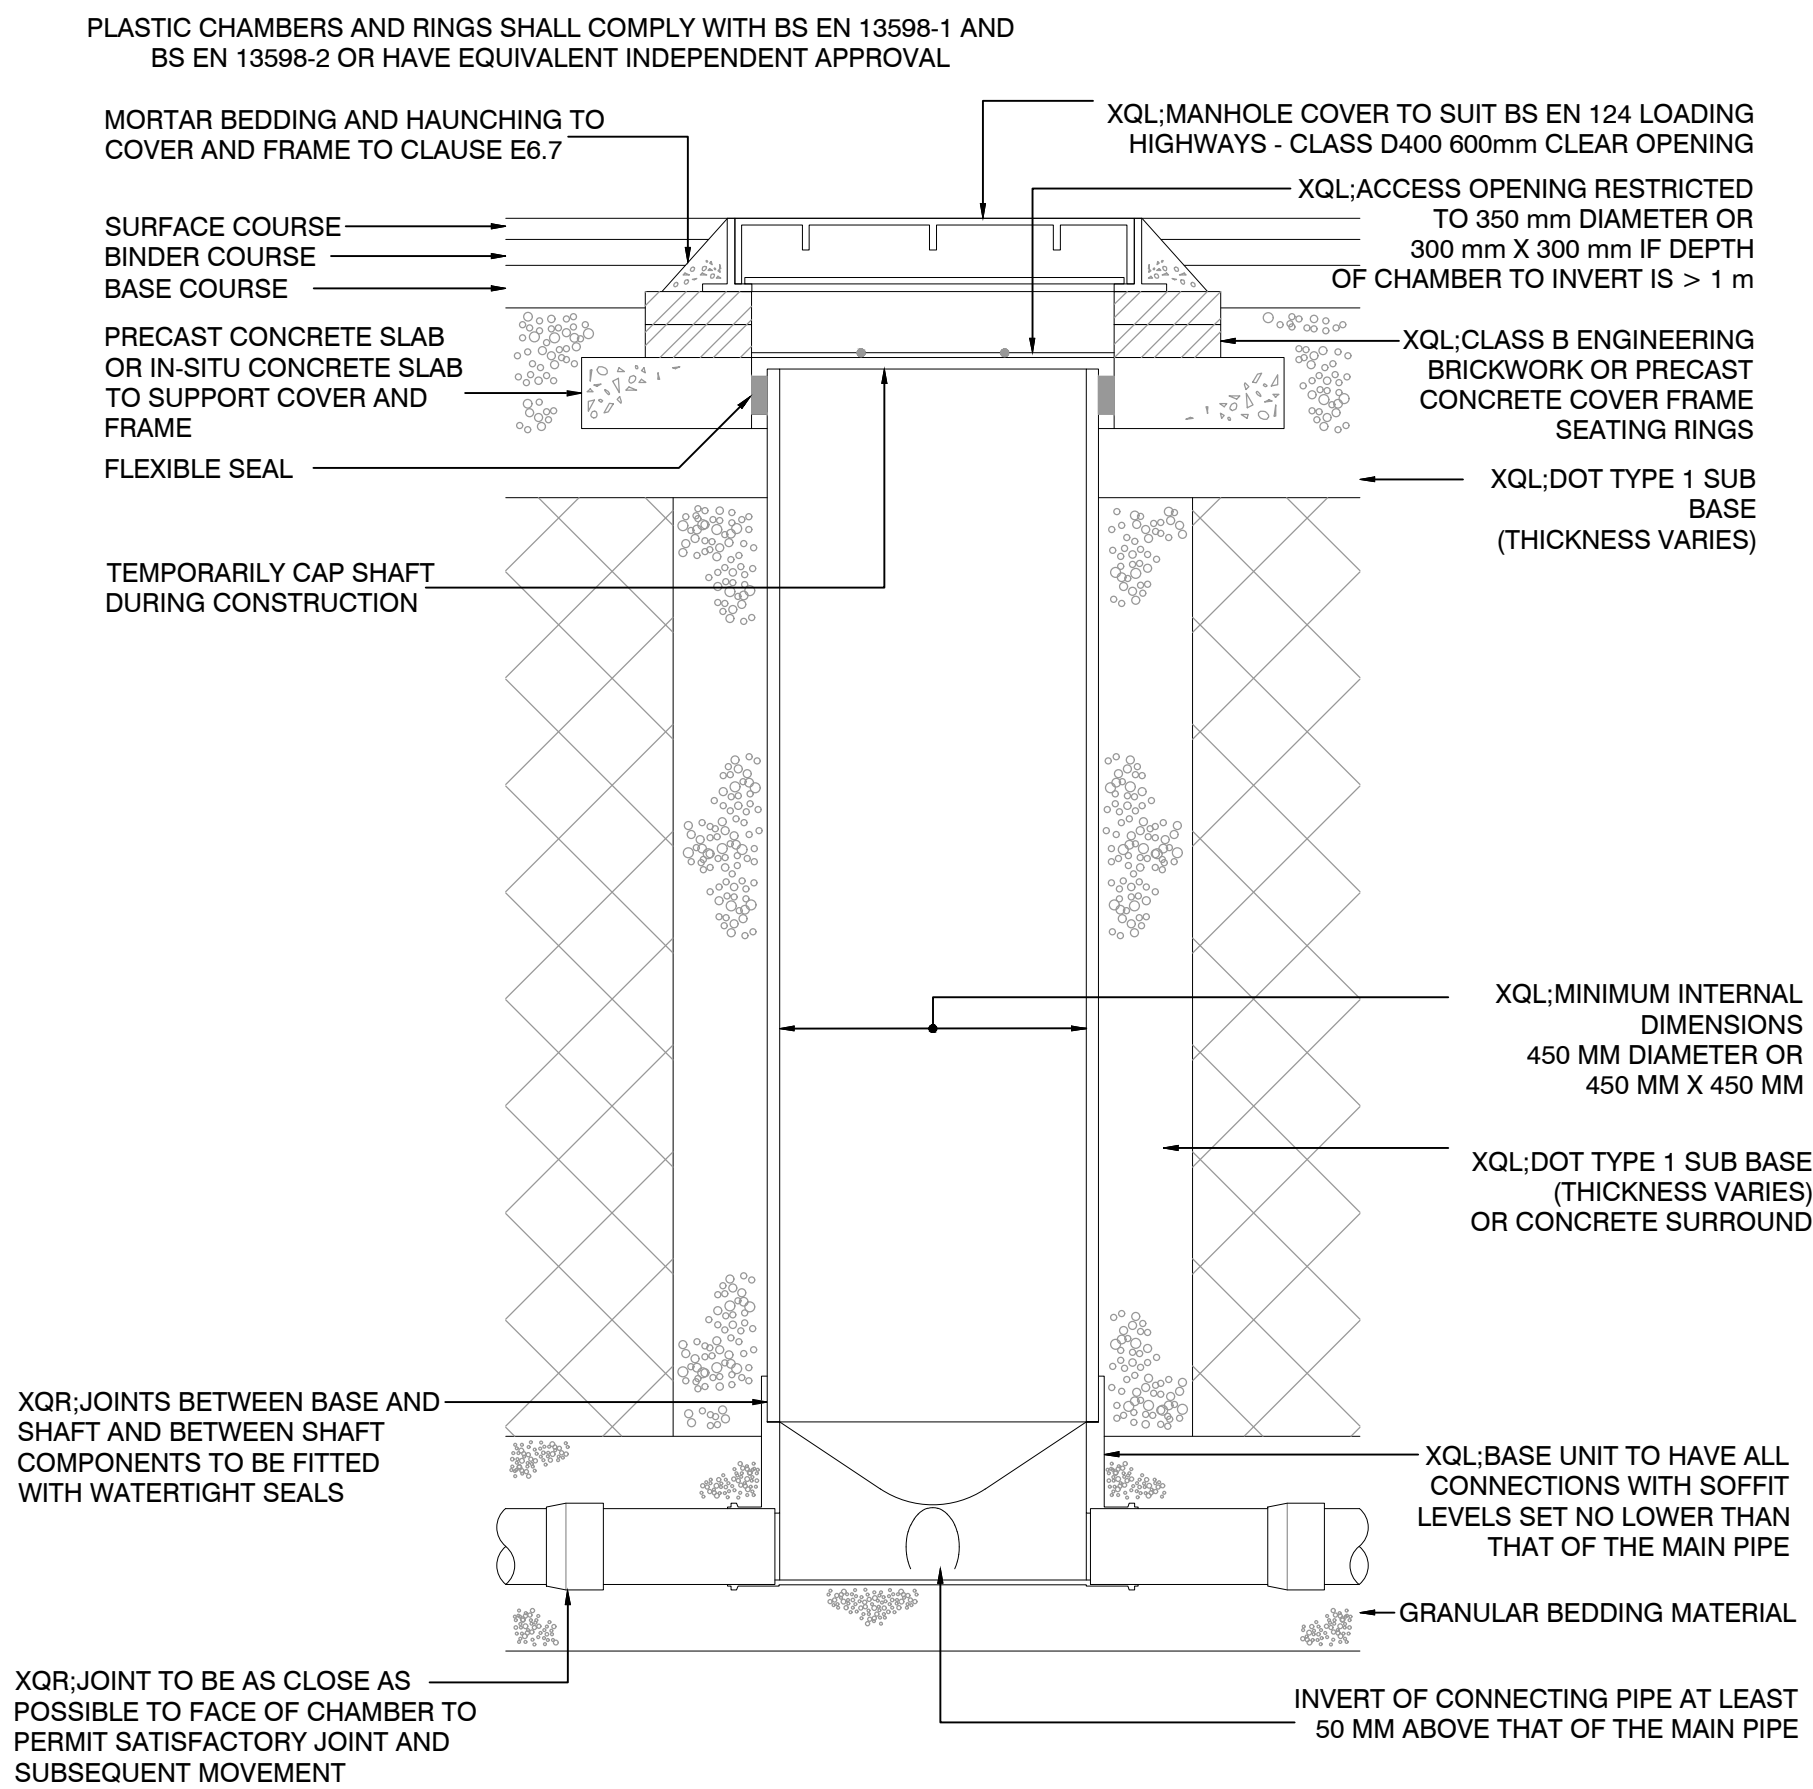 PLASTIC CHAMBERS AND RINGS SHALL COMPLY WITH BS EN 13598-1 AND
BS EN 13598-2 OR HAVE EQUIVALENT INDEPENDENT APPROVAL
MORTAR BEDDING AND HAUNCHING TO
COVER AND FRAME TO CLAUSE E6.7
SURFACE COURSE
BINDER COURSE
BASE COURSE
PRECAST CONCRETE SLAB
OR IN-SITU CONCRETE SLAB
TO SUPPORT COVER AND
FRAME
FLEXIBLE SEAL
TEMPORARILY CAP SHAFT
DURING CONSTRUCTION
XQR;JOINTS BETWEEN BASE AND
SHAFT AND BETWEEN SHAFT
COMPONENTS TO BE FITTED
WITH WATERTIGHT SEALS
XQR;JOINT TO BE AS CLOSE AS
POSSIBLE TO FACE OF CHAMBER TO
PERMIT SATISFACTORY JOINT AND
SUBSEQUENT MOVEMENT
XQL;MANHOLE COVER TO SUIT BS EN 124 LOADING
HIGHWAYS - CLASS D400 600mm CLEAR OPENING
XQL;ACCESS OPENING RESTRICTED
TO 350 mm DIAMETER OR
300 mm X 300 mm IF DEPTH
OF CHAMBER TO INVERT IS > 1 m
XQL;CLASS B ENGINEERING
BRICKWORK OR PRECAST
CONCRETE COVER FRAME
SEATING RINGS
XQL;DOT TYPE 1 SUB
BASE
(THICKNESS VARIES)
XQL;MINIMUM INTERNAL
DIMENSIONS
450 MM DIAMETER OR
450 MM X 450 MM
XQL;DOT TYPE 1 SUB BASE
(THICKNESS VARIES)
OR CONCRETE SURROUND
XQL;BASE UNIT TO HAVE ALL
CONNECTIONS WITH SOFFIT
LEVELS SET NO LOWER THAN
THAT OF THE MAIN PIPE
GRANULAR BEDDING MATERIAL
INVERT OF CONNECTING PIPE AT LEAST
50 MM ABOVE THAT OF THE MAIN PIPE